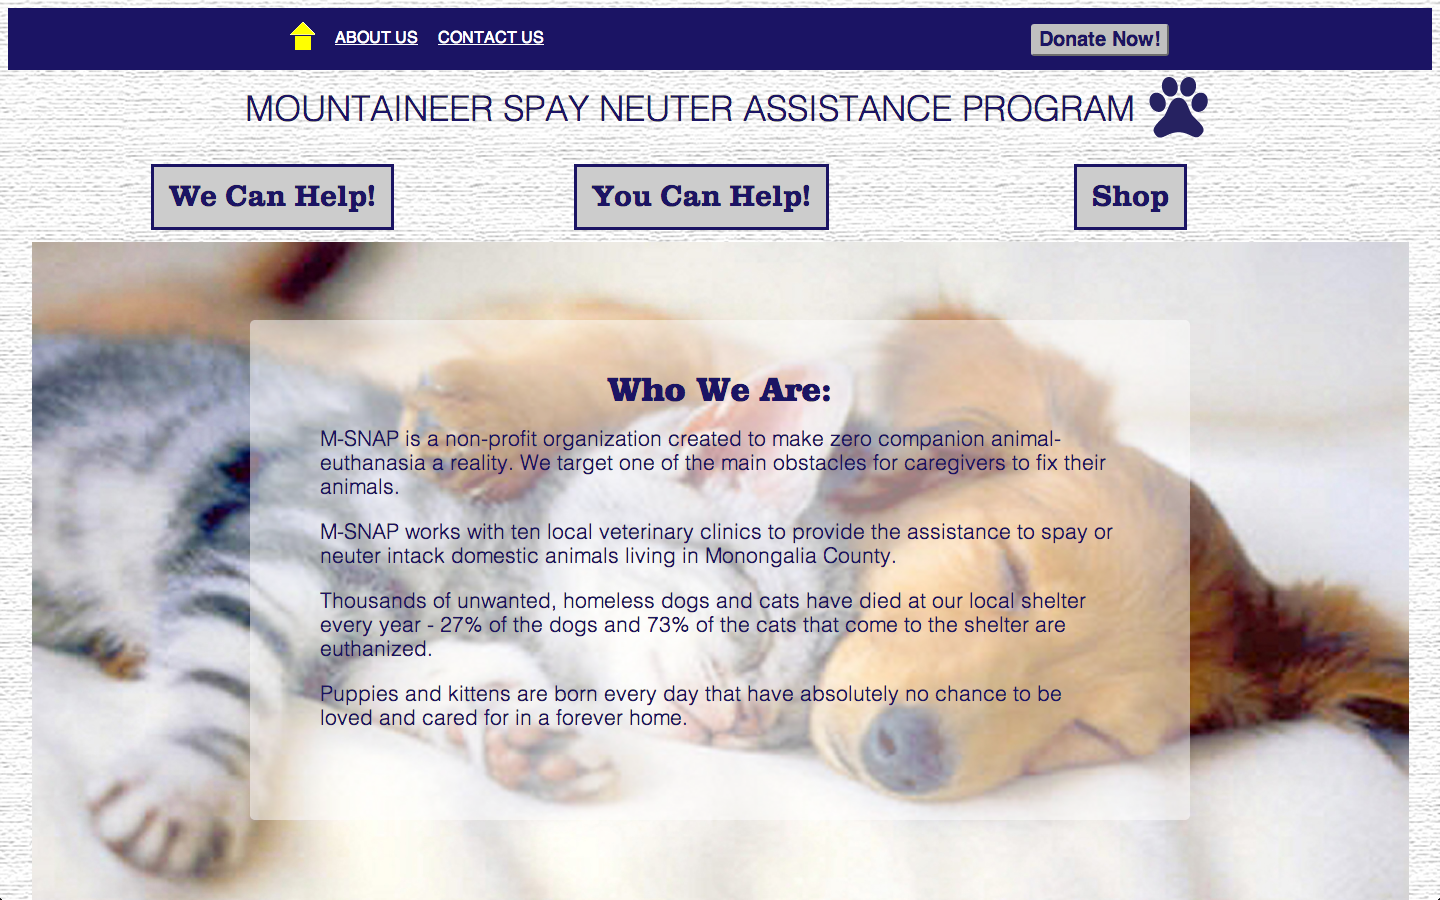 ABOUT US CONTACT US Donate Now!
MOUNTAINEER SPAY NEUTER ASSISTANCE PROGRAM
We Can Help! You Can Help! Shop
Who We Are:
M-SNAP is a non-profit organization created to make zero companion animal-
euthanasia a reality. We target one of the main obstacles for caregivers to fix their
animals.
M-SNAP works with ten local veterinary clinics to provide the assistance to spay or
neuter intack domestic animals living in Monongalia County.
Thousands of unwanted, homeless dogs and cats have died at our local shelter
every year - 27% of the dogs and 73% of the cats that come to the shelter are
euthanized.
Puppies and kittens are born every day that have absolutely no chance to be
loved and cared for in a forever home.